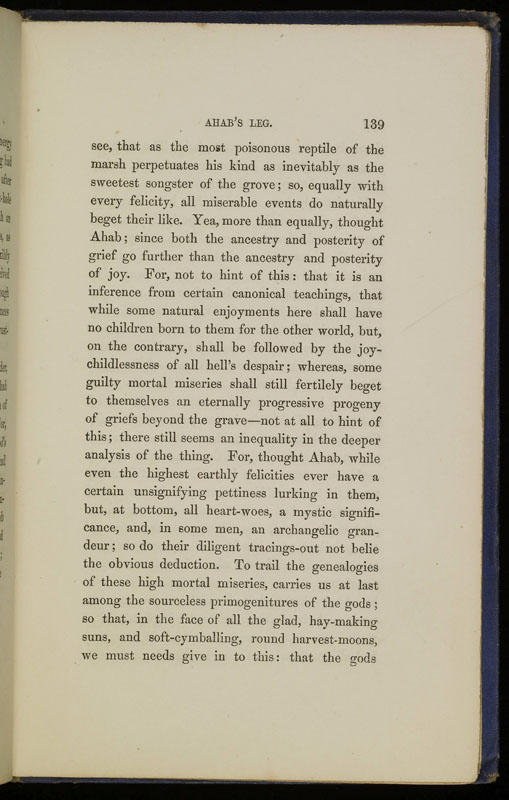 AHAB'S LEG. 139
see, that as the most poisonous reptile of the
marsh perpetuates his kind as inevitably as the
sweetest songster of the grove; so, equally with
every felicity, all miserable events do naturally
beget their like. Yea, more than equally, thought
Ahab; since both the ancestry and posterity of
grief go further than the ancestry and posterity
of joy. For, not to hint of this: that it is an
inference from certain canonical teachings, that
while some natural enjoyments here shall have
no children born to them for the other world, but,
on the contrary, shall be followed by the joy-
childlessness of all hell's despair; whereas, some
guilty mortal miseries shall still fertilely beget
to themselves an eternally progressive progeny
of griefs beyond the grave—not at all to hint of
this; there still seems an inequality in the deeper
analysis of the thing. For, thought Ahab, while
even the highest earthly felicities ever have a
certain unsignifying pettiness lurking in them,
but, at bottom, all heart-woes, a mystic signifi-
cance, and, in some men, an archangelic gran-
deur; so do their diligent tracings-out not belie
the obvious deduction. To trail the genealogies
of these high mortal miseries, carries us at last
among the sourceless primogenitures of the gods;
so that, in the face of all the glad, hay-making
suns, and soft-cymballing, round harvest-moons,
we must needs give in to this: that the gods